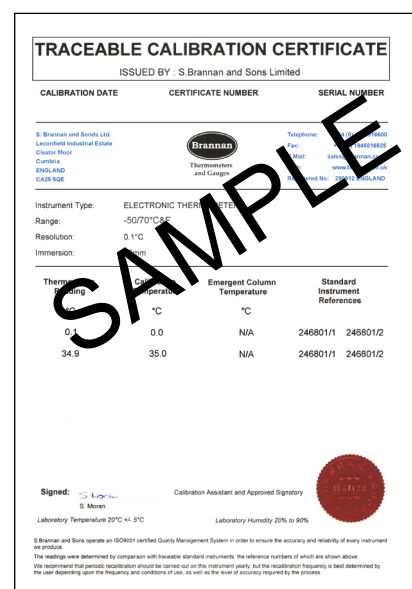 TRACEABLE CALIBRATION CERTIFICATE
ISSUED BY : S.Brannan and Sons Limited
CALIBRATION DATE CERTIFICATE NUMBER SERIAL NUMBER
S. Brannan and Sonds Ltd.
Leconfield Industrial Estate
Cleator Moor
Cumbria
ENGLAND
CA25 5QE
Brannan
Thermometers
and Gauges
Telephone:
Fax: 1946816625
Mail:
Registered No: ENGLAND
Instrument Type: ELECTRONIC THERMOMETER
Range: -50/70°C&F
Resolution: 0.1°C
Immersion:
SAMPLE
Thermometer Reading Calibration Temperature Emergent Column Temperature Standard Instrument References
°C °C °C
0.1 0.0 N/A 246801/1 246801/2
34.9 35.0 N/A 246801/1 246801/2
Signed: S. Moran Calibration Assistant and Approved Signatory
S. Moran
LIMITED
Laboratory Temperature 20°C +/- 5°C Laboratory Humidity 20% to 90%
S.Brannan and Sons operate an ISO9001 certified Quality Management System in order to ensure the accuracy and reliability of every instrument
we produce.
The readings were determined by comparison with traceable standard instruments. the reference numbers of which are shown above.
We recommend that periodic recalibration should be carried out on this instrument yearly, but the recalibration frequency is best determined by
the user depending upon the frequency and conditions of use, as well as the level of accuracy required by the process.